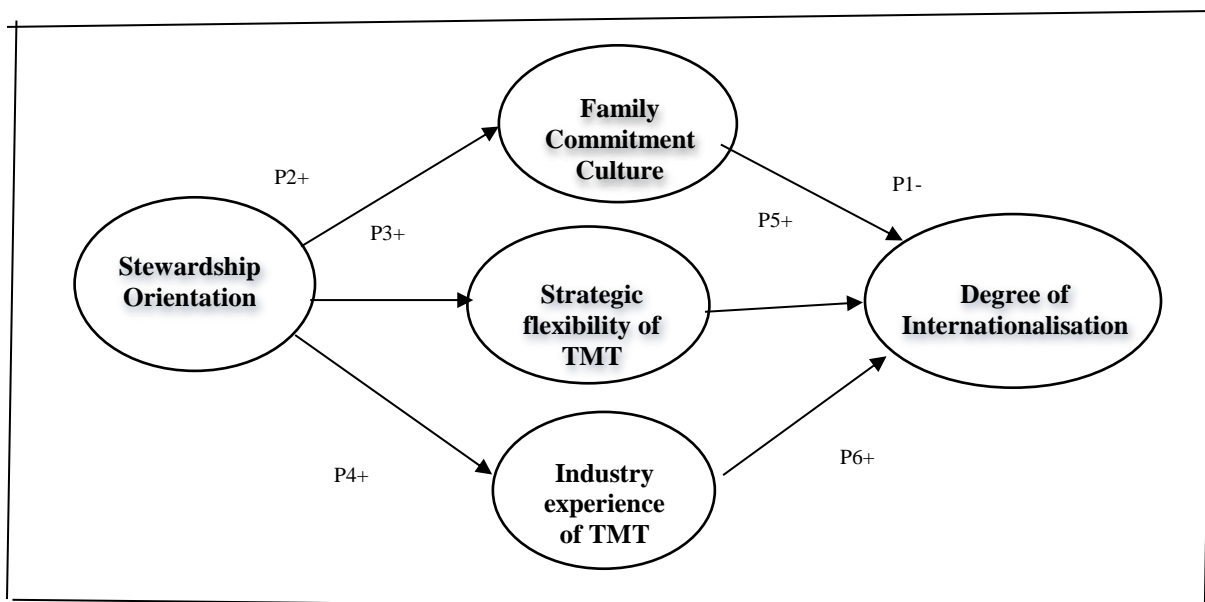 Family
Commitment
Culture
P2+
P1-
P3+
P5+
Stewardship
Orientation
Strategic
flexibility of
TMT
Degree of
Internationalisation
P4+
P6+
Industry
experience
of TMT